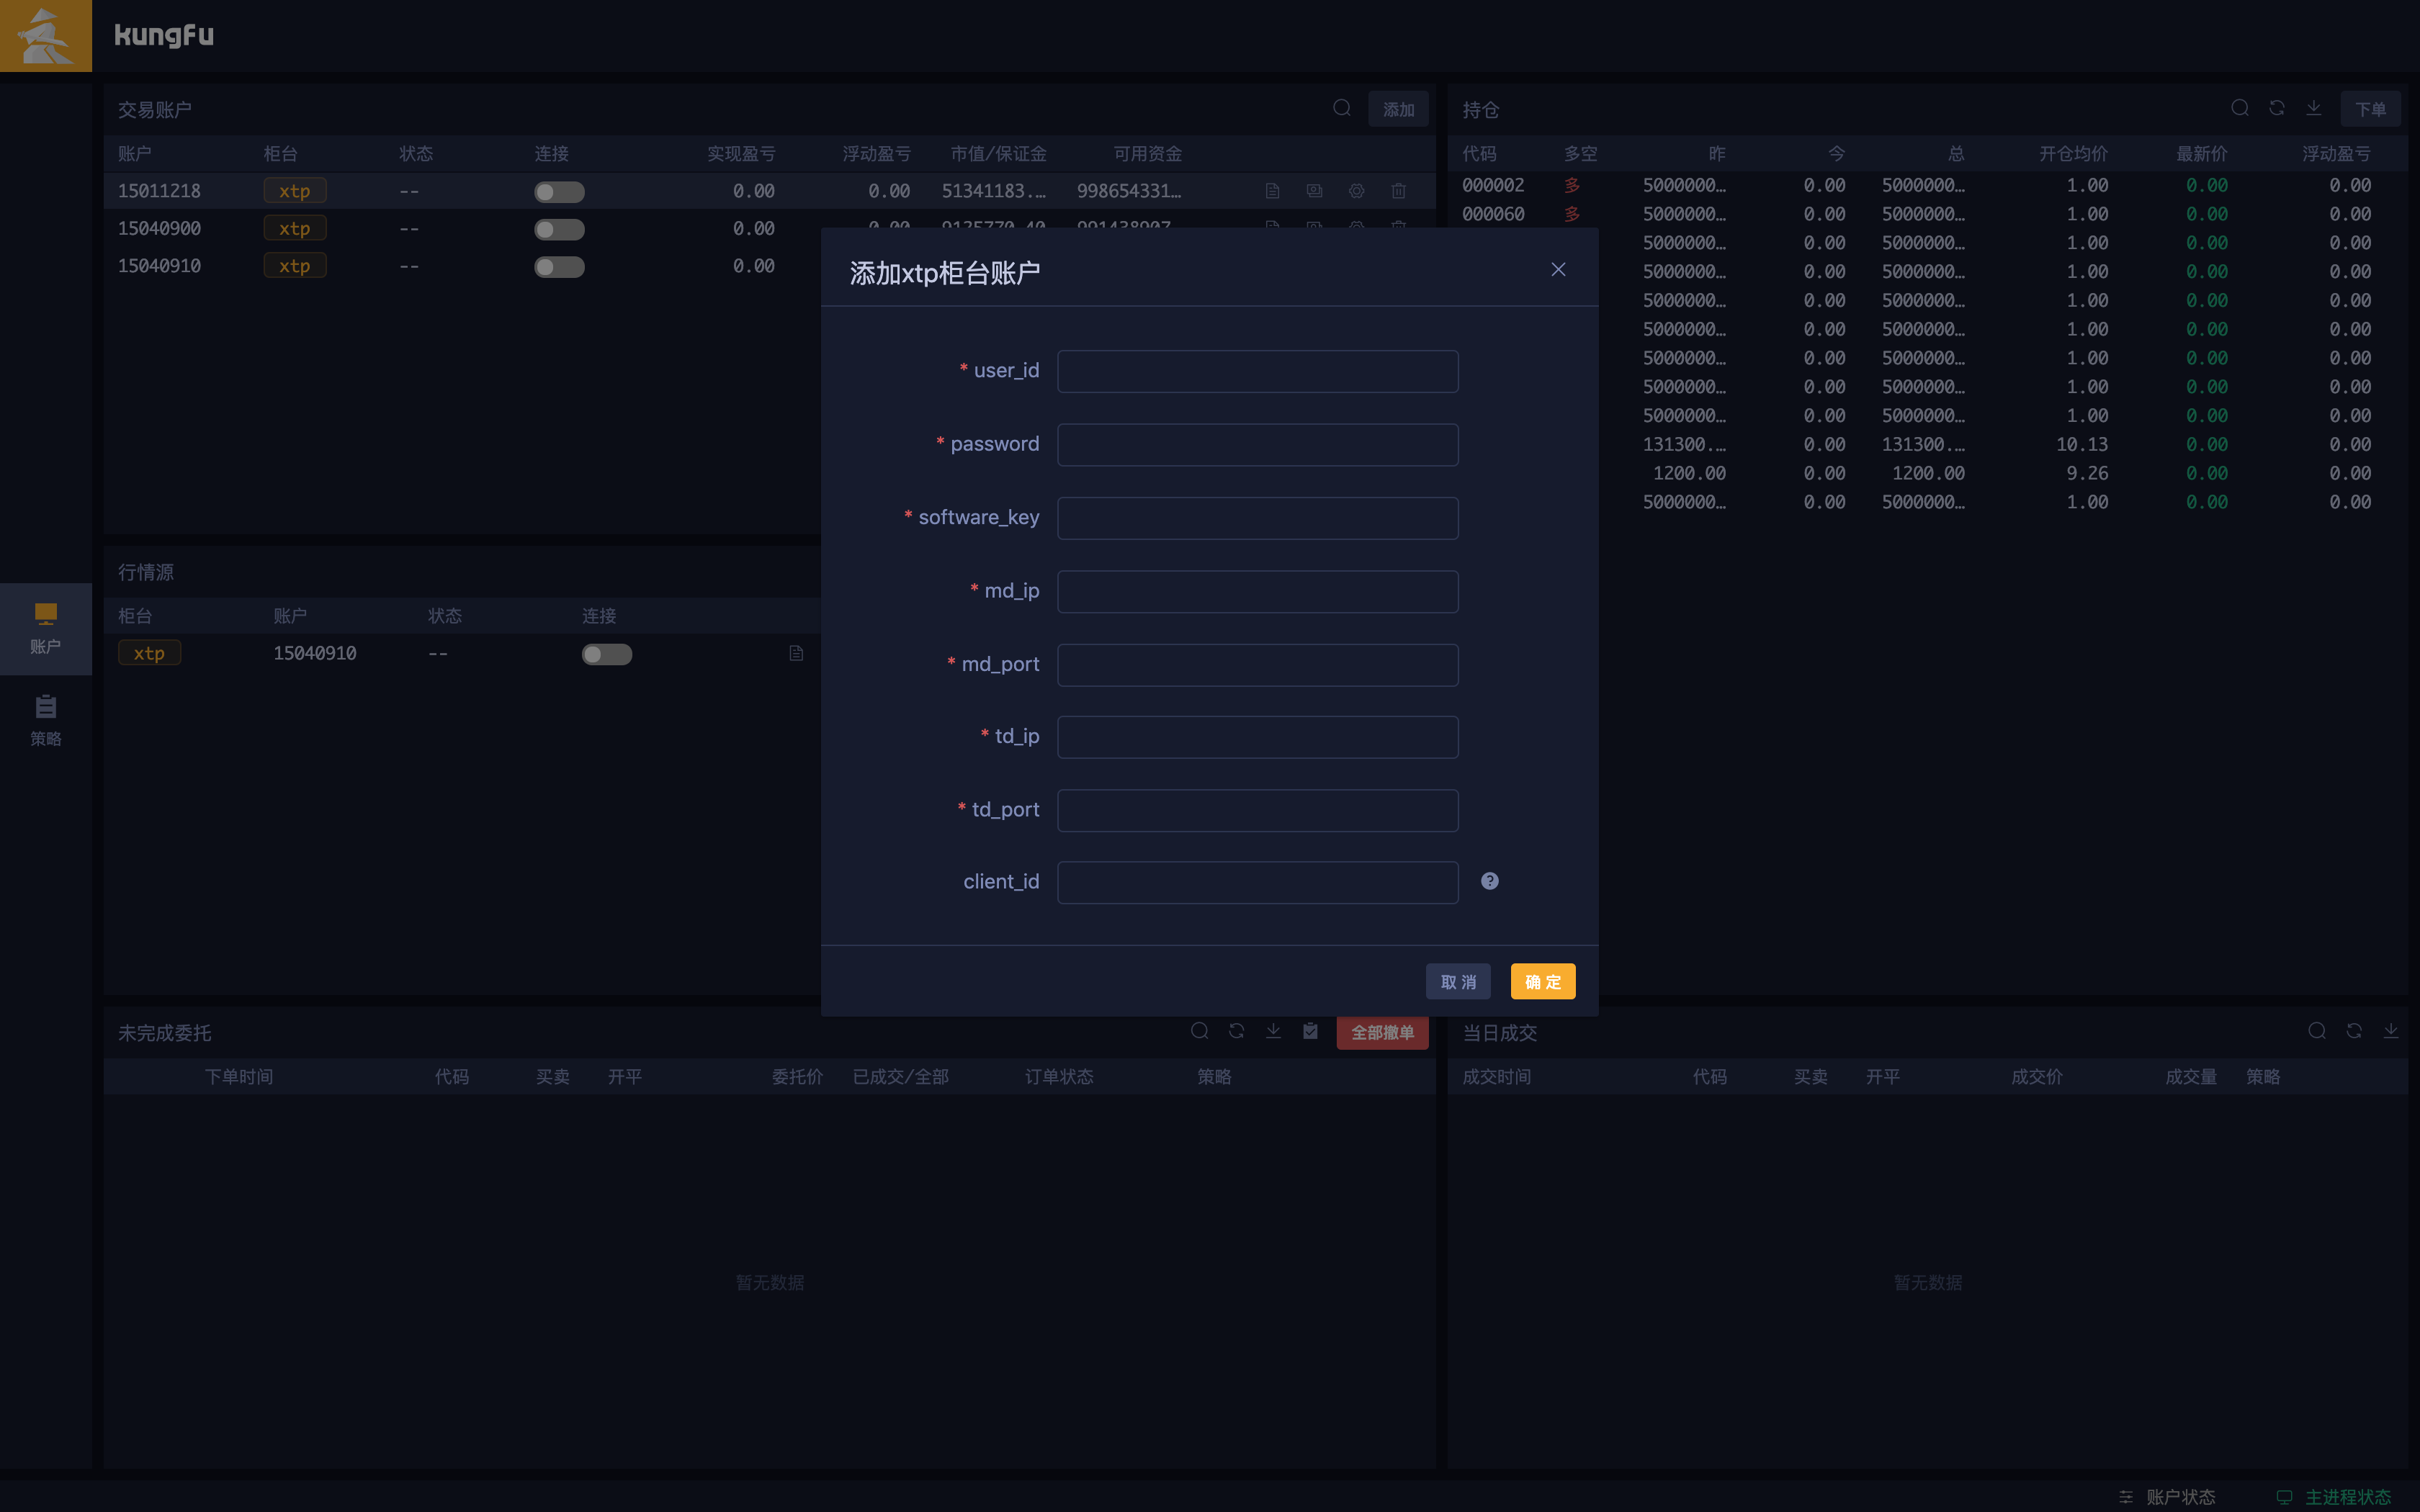 kungfu
交易账户
添加
账户 柜台 状态 连接 实现盈亏 浮动盈亏 市值/保证金 可用资金
15011218 xtp -- 0.00 0.00 51341183.… 998654331…
15040900 xtp -- 0.00 0.00 9125770.40 991438907…
15040910 xtp -- 0.00
持仓
下单
代码 多空 昨 今 总 开仓均价 最新价 浮动盈亏
000002 多 5000000… 0.00 5000000… 1.00 0.00 0.00
000060 多 5000000… 0.00 5000000… 1.00 0.00 0.00
5000000… 0.00 5000000… 1.00 0.00 0.00
5000000… 0.00 5000000… 1.00 0.00 0.00
5000000… 0.00 5000000… 1.00 0.00 0.00
5000000… 0.00 5000000… 1.00 0.00 0.00
5000000… 0.00 5000000… 1.00 0.00 0.00
5000000… 0.00 5000000… 1.00 0.00 0.00
5000000… 0.00 5000000… 1.00 0.00 0.00
131300.… 0.00 131300.… 10.13 0.00 0.00
1200.00 0.00 1200.00 9.26 0.00 0.00
5000000… 0.00 5000000… 1.00 0.00 0.00
添加xtp柜台账户
* user_id
* password
* software_key
* md_ip
* md_port
* td_ip
* td_port
client_id ?
取消 确定
行情源
柜台 账户 状态 连接
xtp 15040910 --
账户
策略
未完成委托
全部撤单
下单时间 代码 买卖 开平 委托价 已成交/全部 订单状态 策略
暂无数据
当日成交
成交时间 代码 买卖 开平 成交价 成交量 策略
暂无数据
账户状态 主进程状态